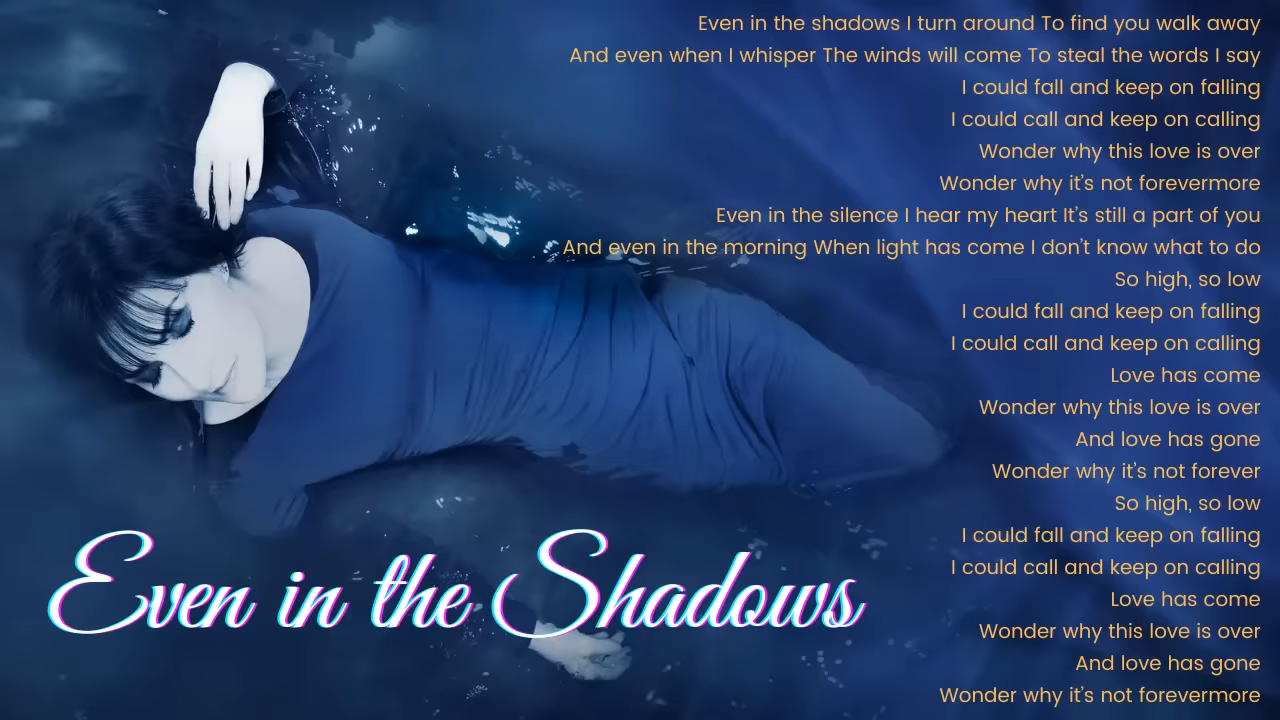 Even in the shadows I turn around To find you walk away
And even when I whisper The winds will come To steal the words I say
I could fall and keep on falling
I could call and keep on calling
Wonder why this love is over
Wonder why it’s not forevermore
Even in the silence I hear my heart It’s still a part of you
And even in the morning When light has come I don’t know what to do
So high, so low
I could fall and keep on falling
I could call and keep on calling
Love has come
Wonder why this love is over
And love has gone
Wonder why it’s not forever
So high, so low
I could fall and keep on falling
I could call and keep on calling
Love has come
Wonder why this love is over
And love has gone
Wonder why it’s not forevermore
Even in the Shadows